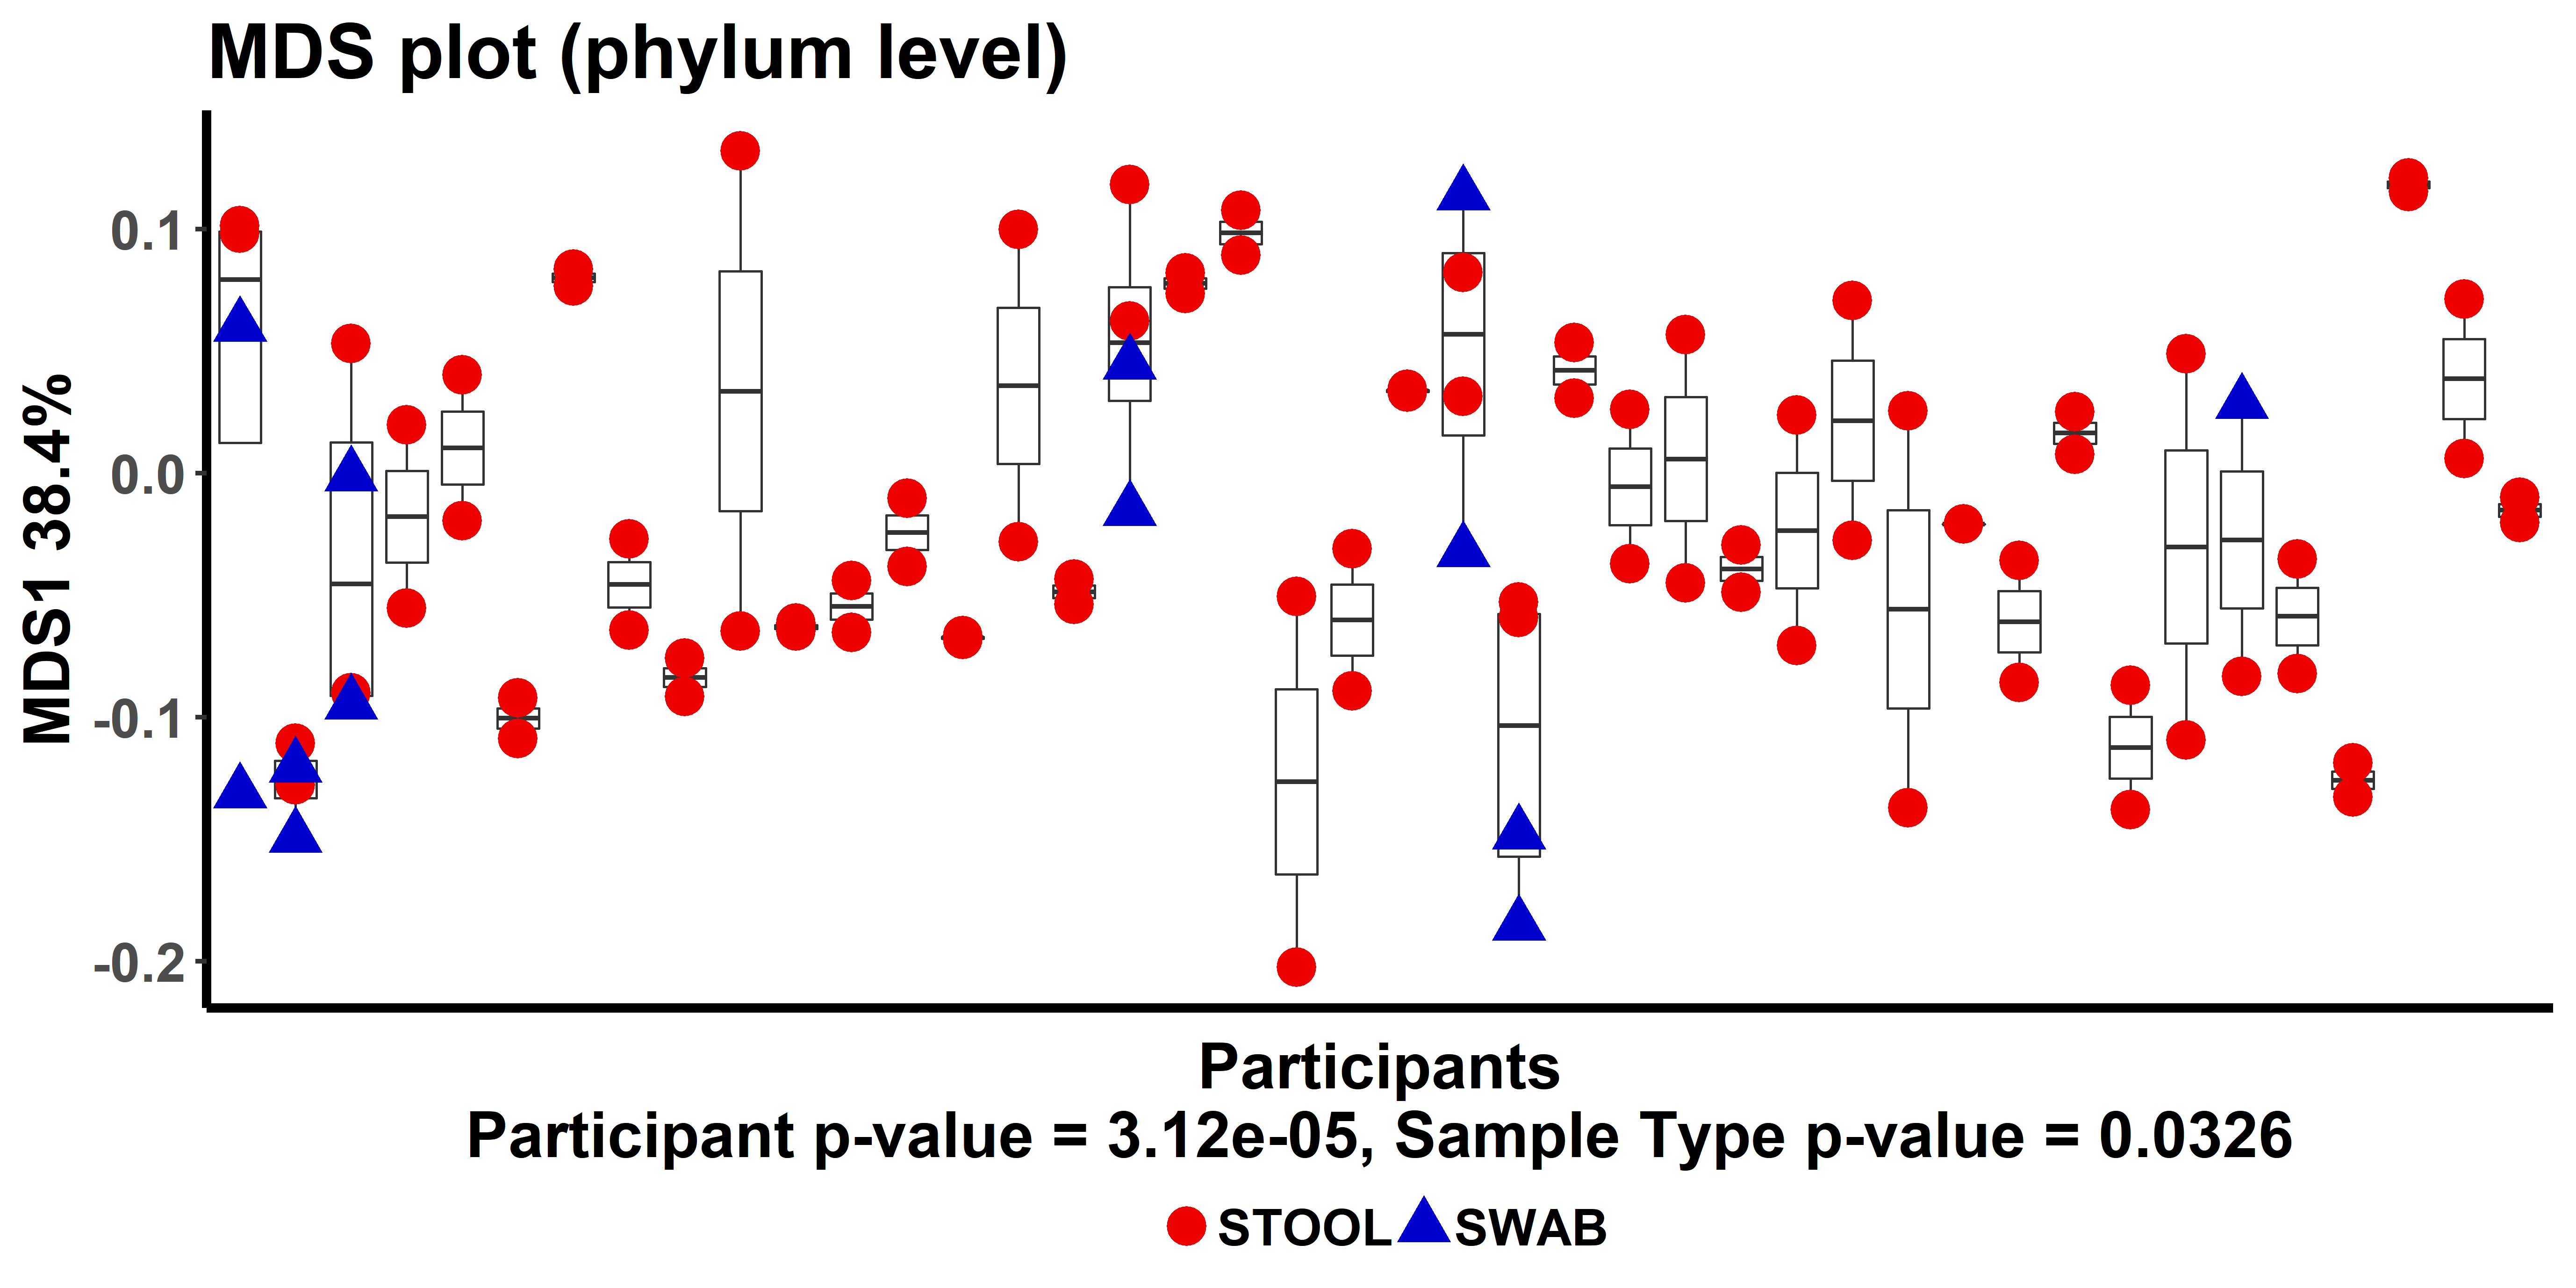 MDS plot (phylum level)
MDS1 38.4%
0.1
0.0
-0.1
-0.2
Participants
Participant p-value = 3.12e-05, Sample Type p-value = 0.0326
STOOL SWAB